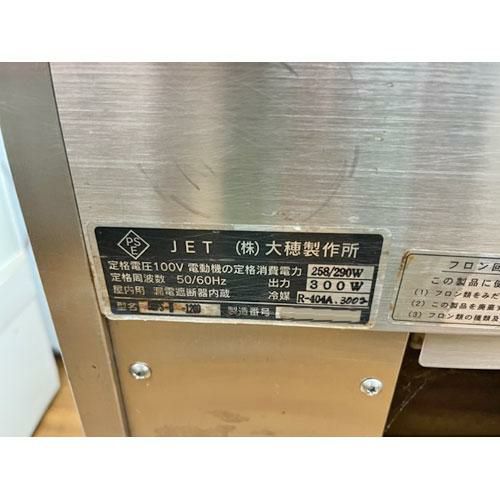 PS
E
JET (株) 大穂製作所
定格電圧100V 電動機の定格消費電力 258/290W
定格周波数 50/60Hz 出力 300W
屋内用 漏電遮断器内蔵 冷媒 R-404A.300g
型名 -1200 製造番号
フロン回
この製品に使
(1) フロン類をみだ
(2) この製品を廃棄す
(3) フロン類の種類及